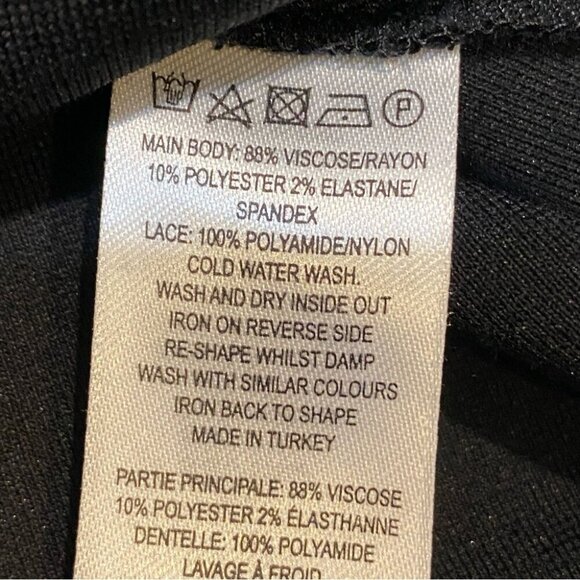 P
MAIN BODY: 88% VISCOSE/RAYON
10% POLYESTER 2% ELASTANE/
SPANDEX
LACE: 100% POLYAMIDE/NYLON
COLD WATER WASH.
WASH AND DRY INSIDE OUT
IRON ON REVERSE SIDE
RE-SHAPE WHILST DAMP
WASH WITH SIMILAR COLOURS
IRON BACK TO SHAPE
MADE IN TURKEY
PARTIE PRINCIPALE: 88% VISCOSE
10% POLYESTER 2% ÉLASTHANNE
DENTELLE: 100% POLYAMIDE
LAVAGE À FROID